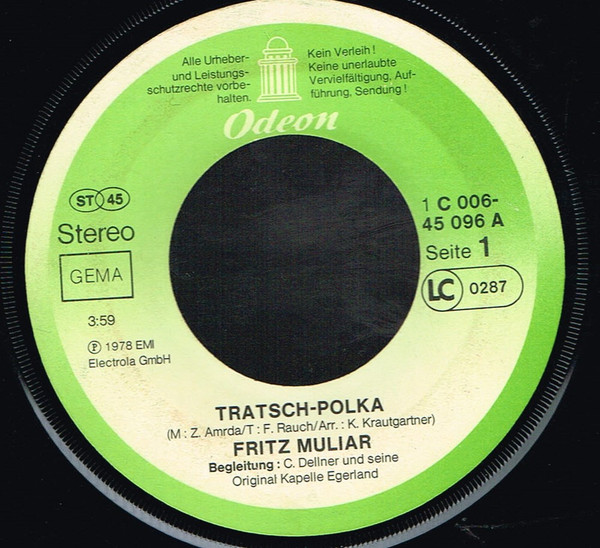 Alle Urheber-
und Leistungs-
schutzrechte vorbe-
halten.
Kein Verleih!
Keine unerlaubte
Vervielfältigung, Auf-
führung, Sendung!
Odeon
ST 45
Stereo
GEMA
3:59
℗ 1978 EMI
Electrola GmbH
1 C 006-
45 096 A
Seite 1
LC 0287
TRATSCH-POLKA
(M : Z. Amrda/T : F. Rauch/Arr. : K. Krautgartner)
FRITZ MULIAR
Begleitung : C. Dellner und seine
Original Kapelle Egerland